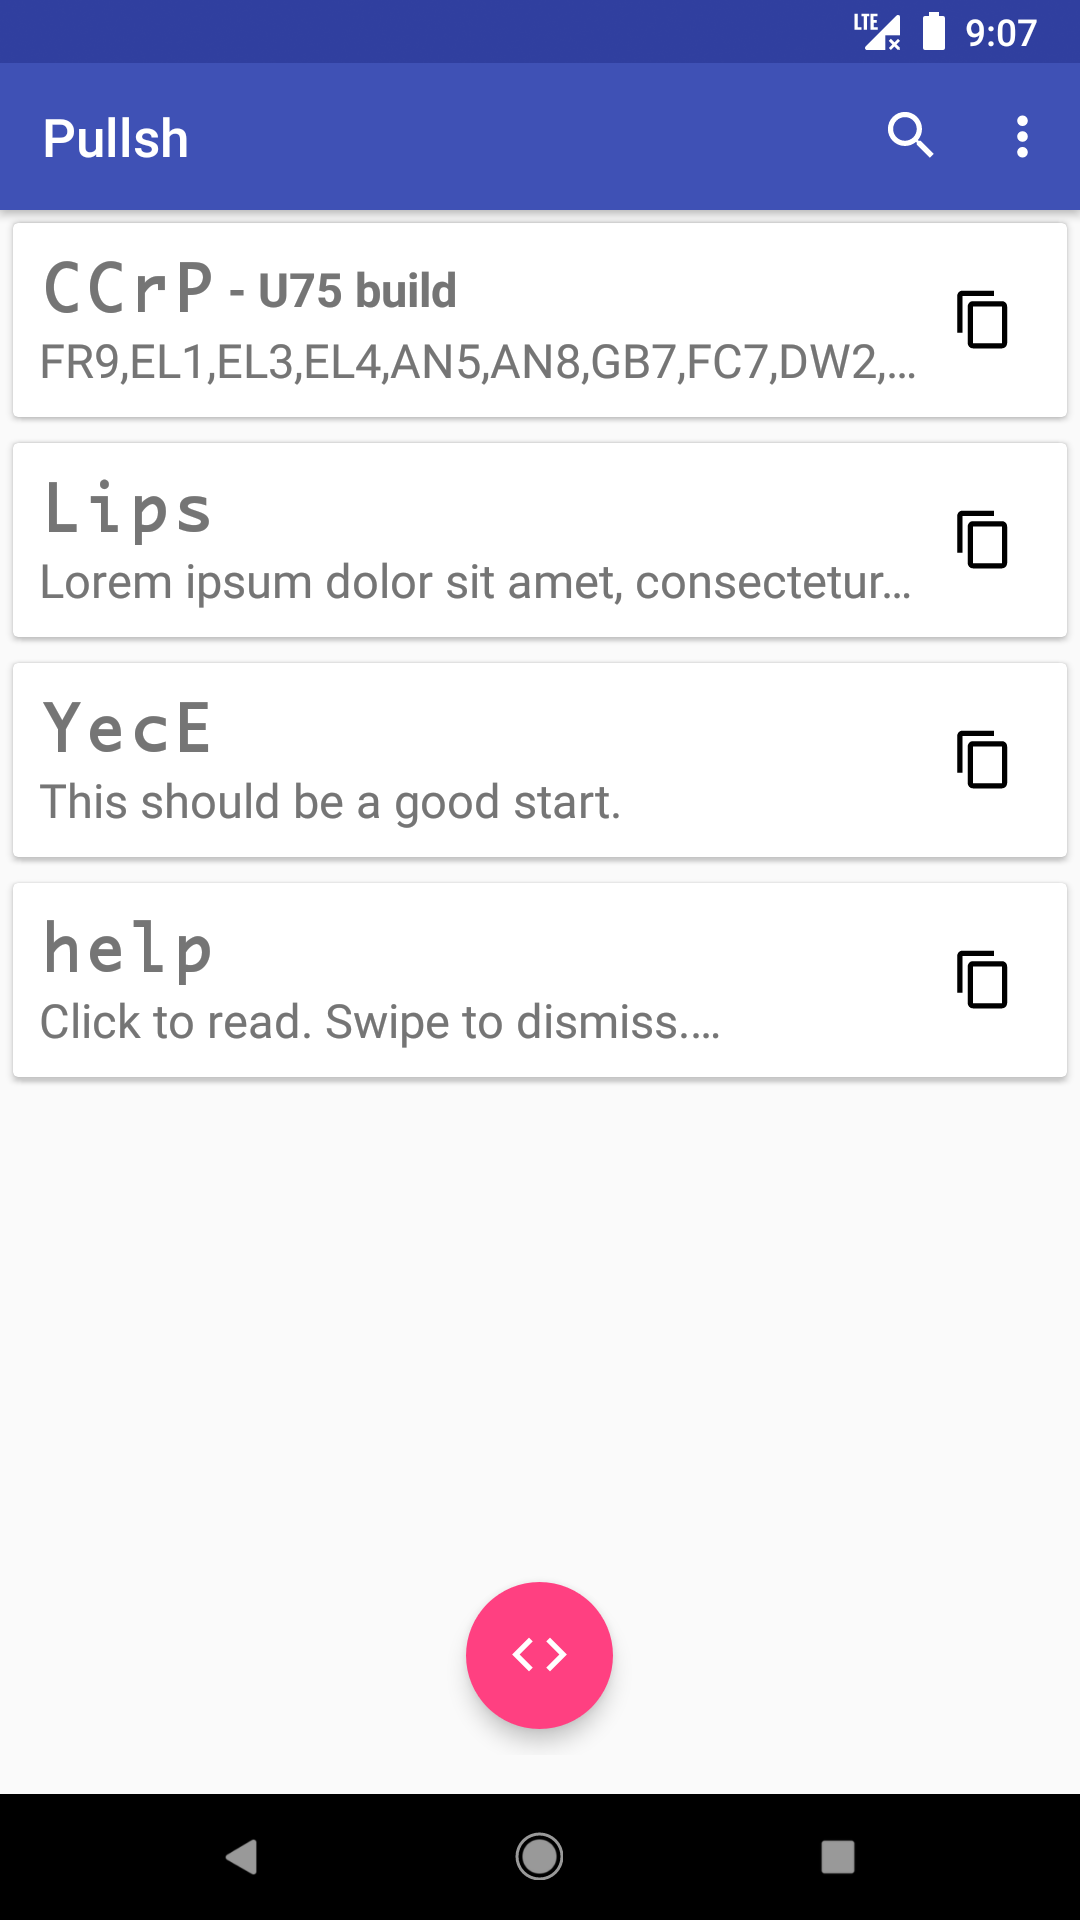 LTE 9:07
Pullsh
CCrP - U75 build
FR9,EL1,EL3,EL4,AN5,AN8,GB7,FC7,DW2,...
Lips
Lorem ipsum dolor sit amet, consectetur...
YecE
This should be a good start.
help
Click to read. Swipe to dismiss....